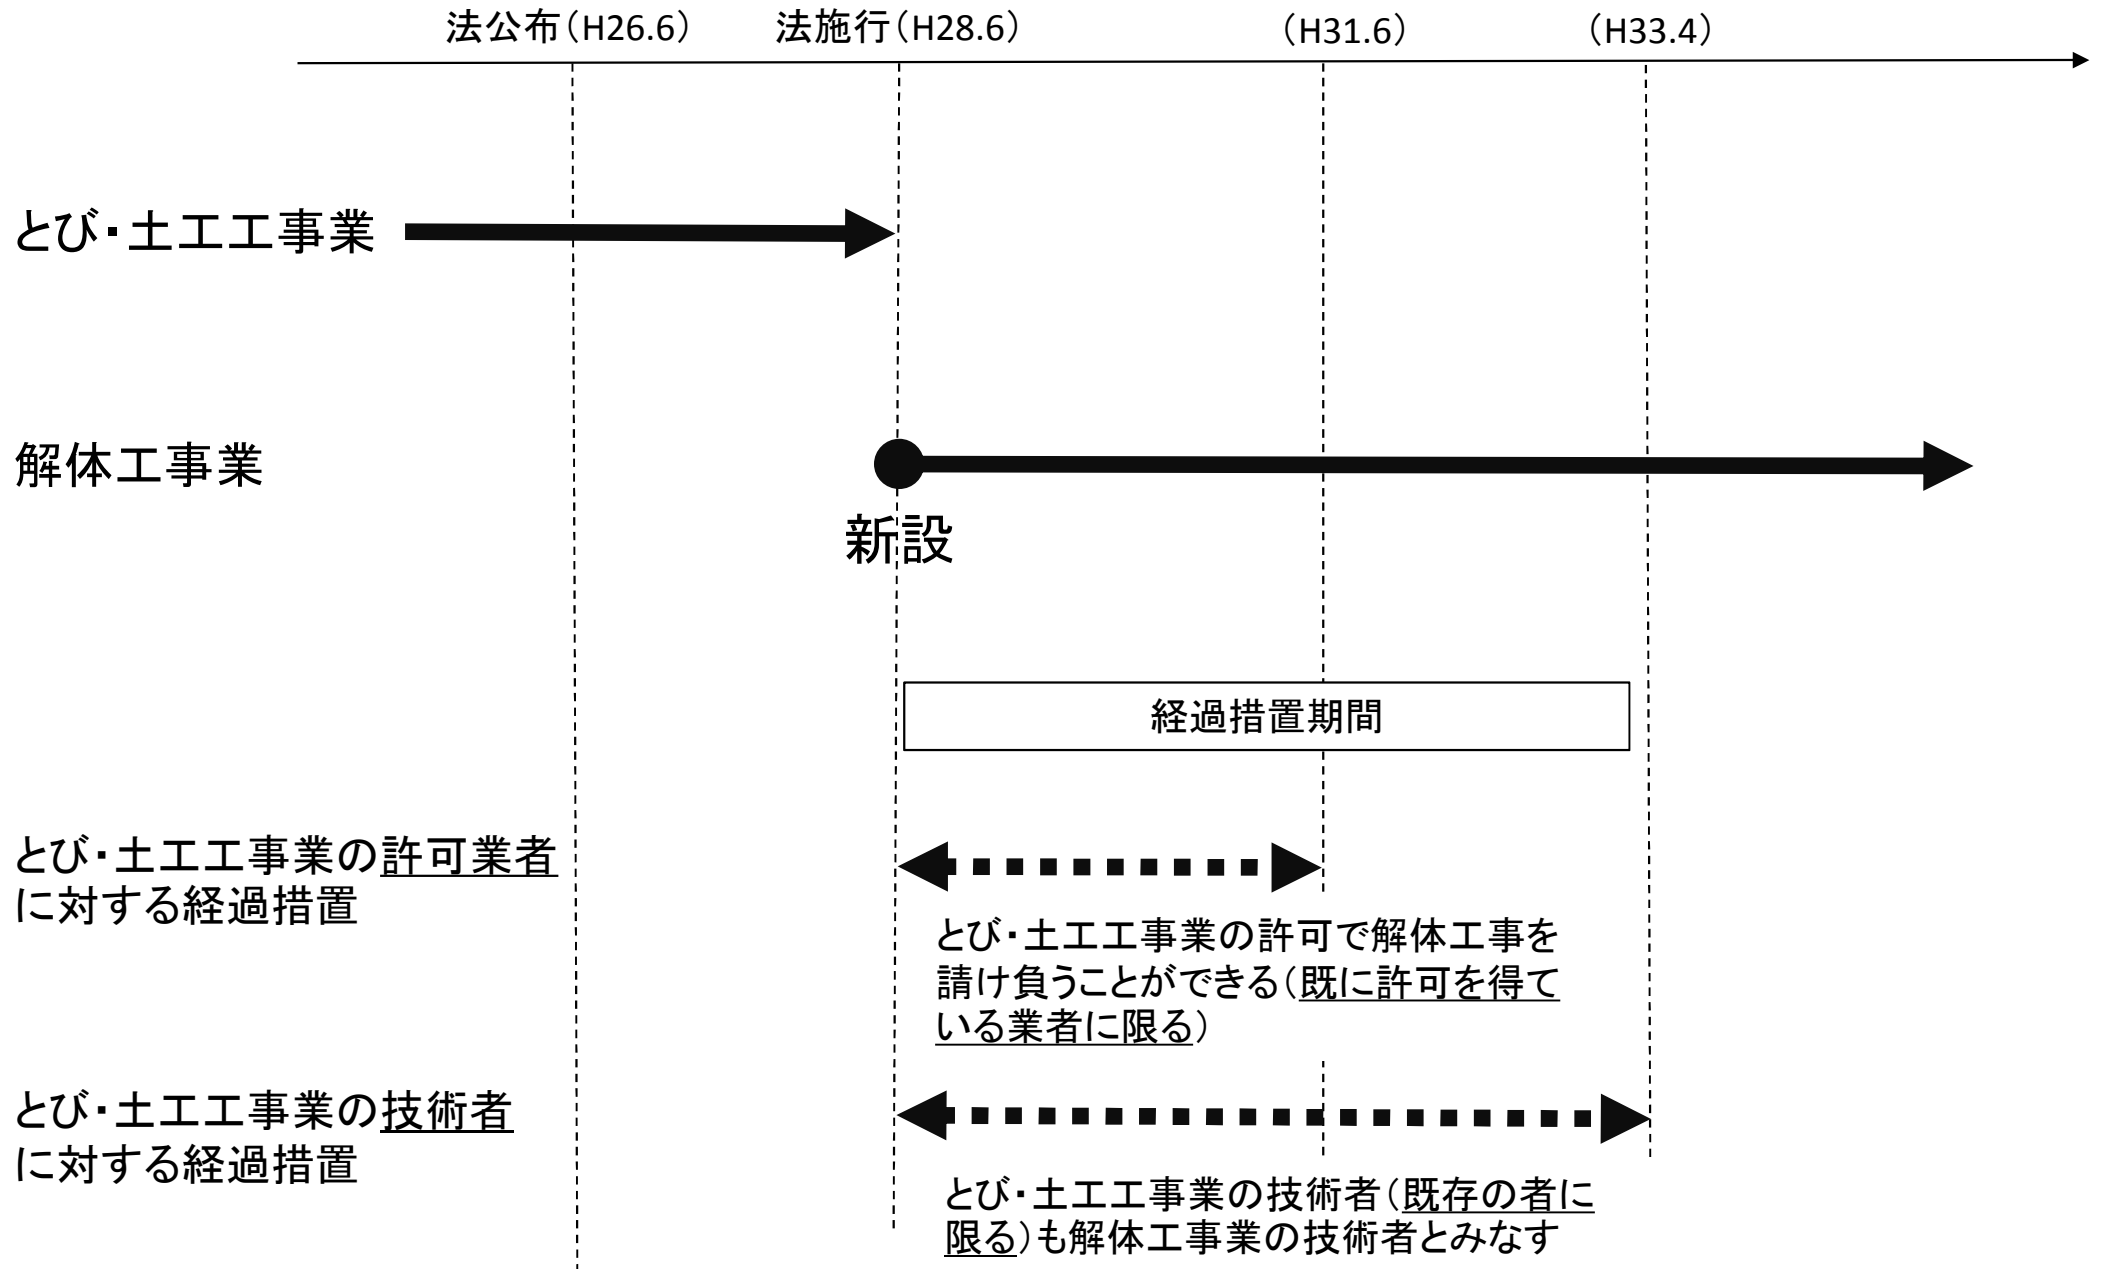 法公布（H26.6）
法施行（H28.6）
（H31.6）
（H33.4）
とび・土工工事業
解体工事業
新設
経過措置期間
とび・土工工事業の許可業者
に対する経過措置
とび・土工工事業の許可で解体工事を
請け負うことができる（既に許可を得て
いる業者に限る）
とび・土工工事業の技術者
に対する経過措置
とび・土工工事業の技術者（既存の者に
限る）も解体工事業の技術者とみなす